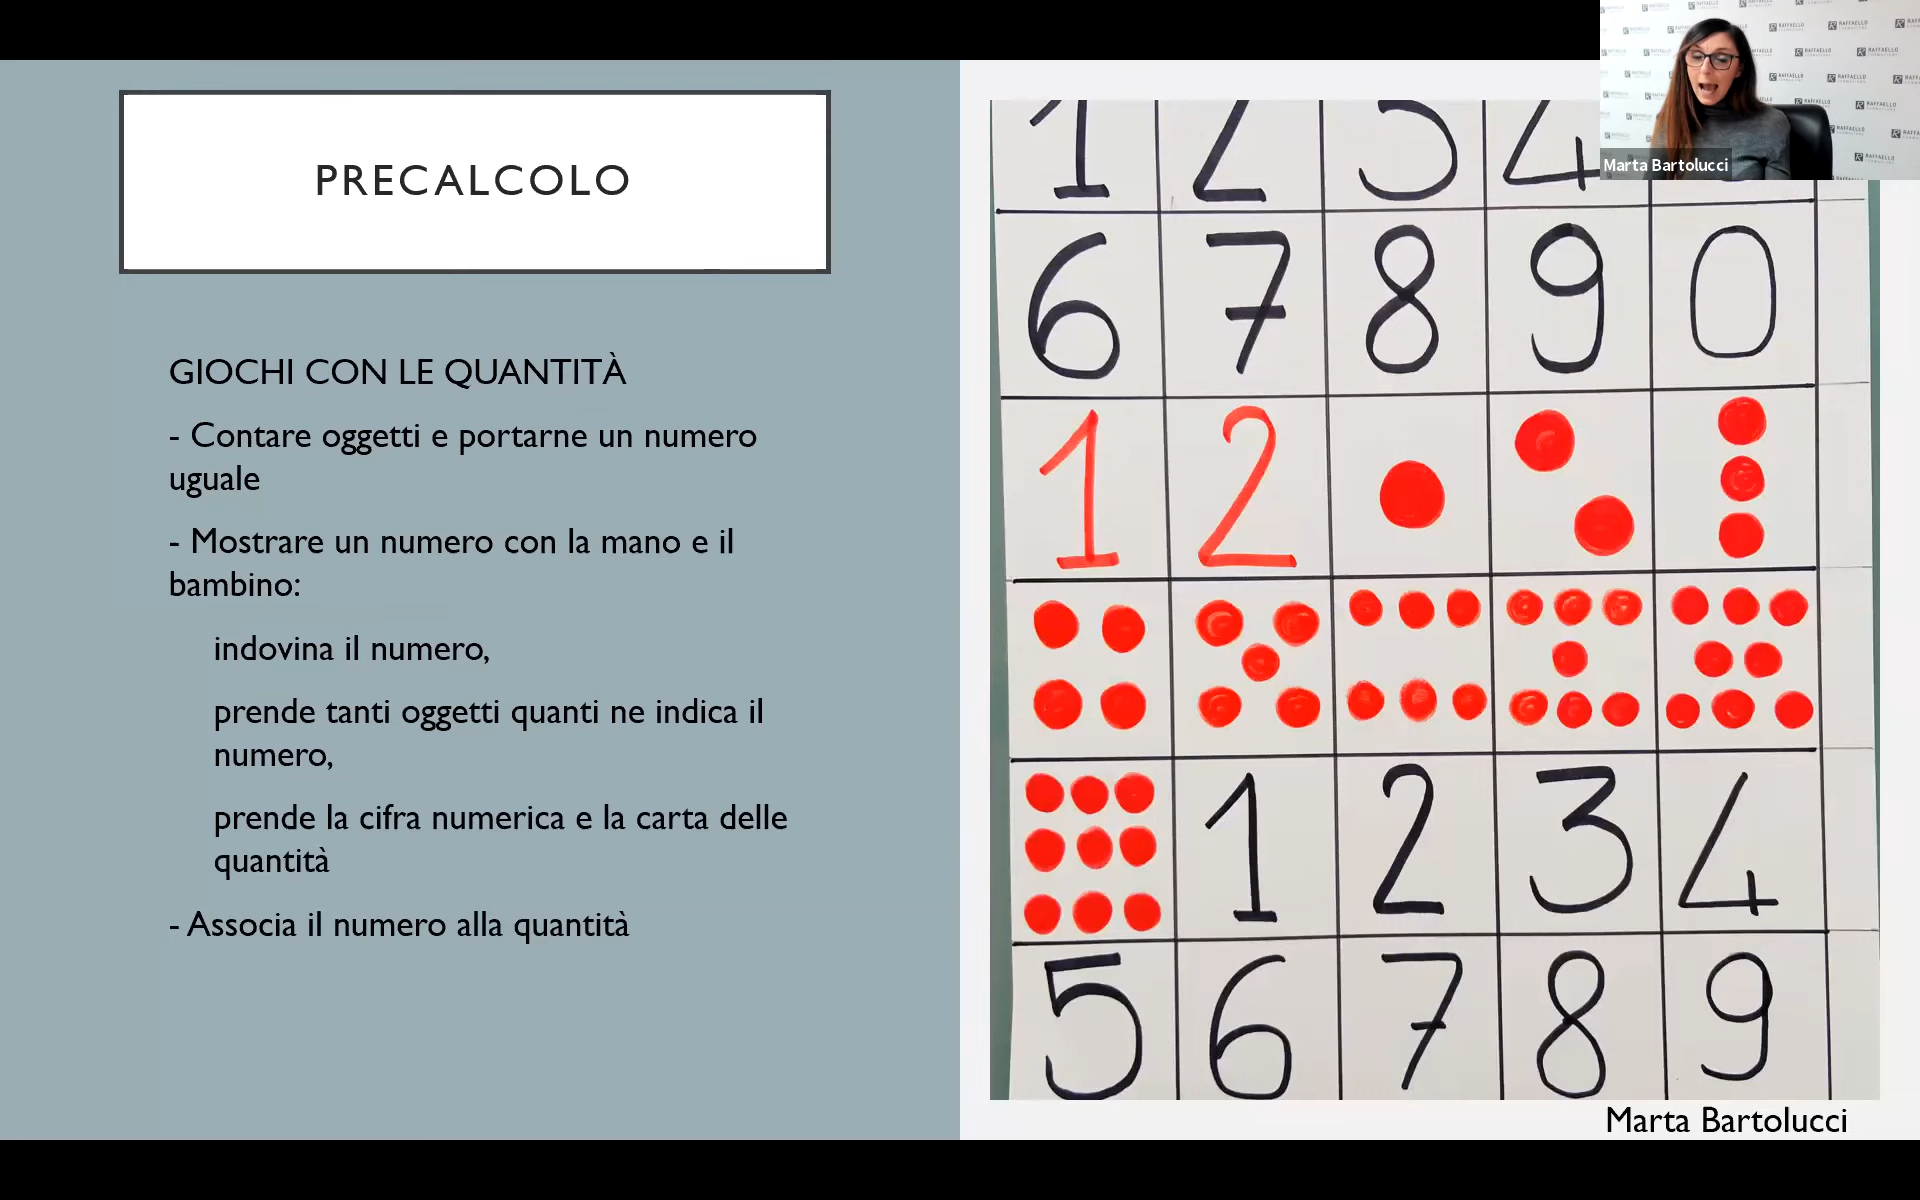 PRECALCOLO
GIOCHI CON LE QUANTITÀ
- Contare oggetti e portarne un numero
uguale
- Mostrare un numero con la mano e il
bambino:
indovina il numero,
prende tanti oggetti quanti ne indica il
numero,
prende la cifra numerica e la carta delle
quantità
- Associa il numero alla quantità
RAFFAELLO
Marta Bartolucci
1 2 3 4
6 7 8 9 0
1 2
1 2 3 4
5 6 7 8 9
Marta Bartolucci